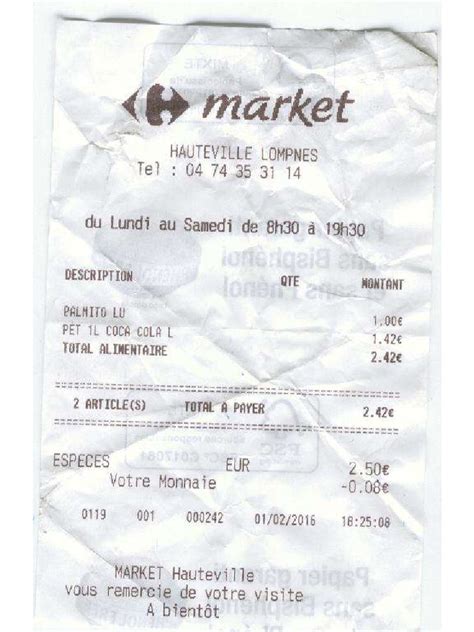 market
HAUTEVILLE LOMPNES
Tel : 04 74 35 31 14
du Lundi au Samedi de 8h30 à 19h30
DESCRIPTION QTE MONTANT
PALMITO LU 1,00€
PET 1L COCA COLA L 1.42€
TOTAL ALIMENTAIRE 2.42€
2 ARTICLE(S) TOTAL A PAYER 2.42€
ESPECES EUR 2.50€
Votre Monnaie -0.08€
0119 001 000242 01/02/2016 18:25:08
MARKET Hauteville
vous remercie de votre visite
A bientôt